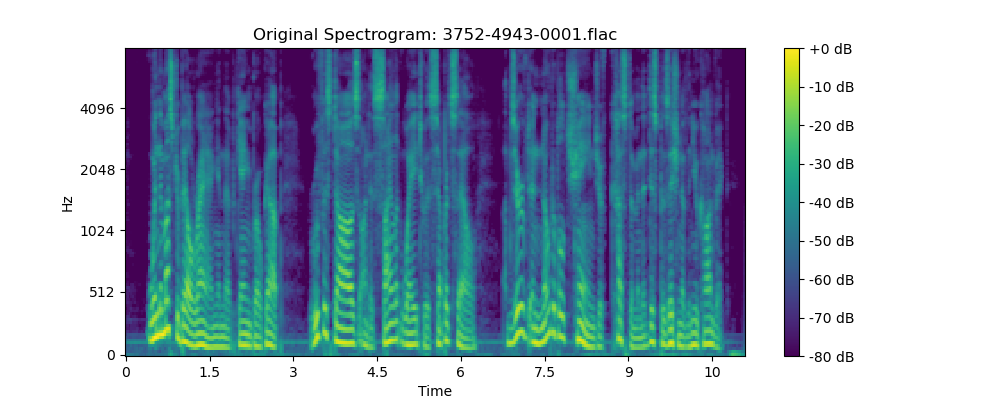 Original Spectrogram: 3752-4943-0001.flac
Hz
4096
2048
1024
512
0
0 1.5 3 4.5 6 7.5 9 10
Time
+0 dB
-10 dB
-20 dB
-30 dB
-40 dB
-50 dB
-60 dB
-70 dB
-80 dB